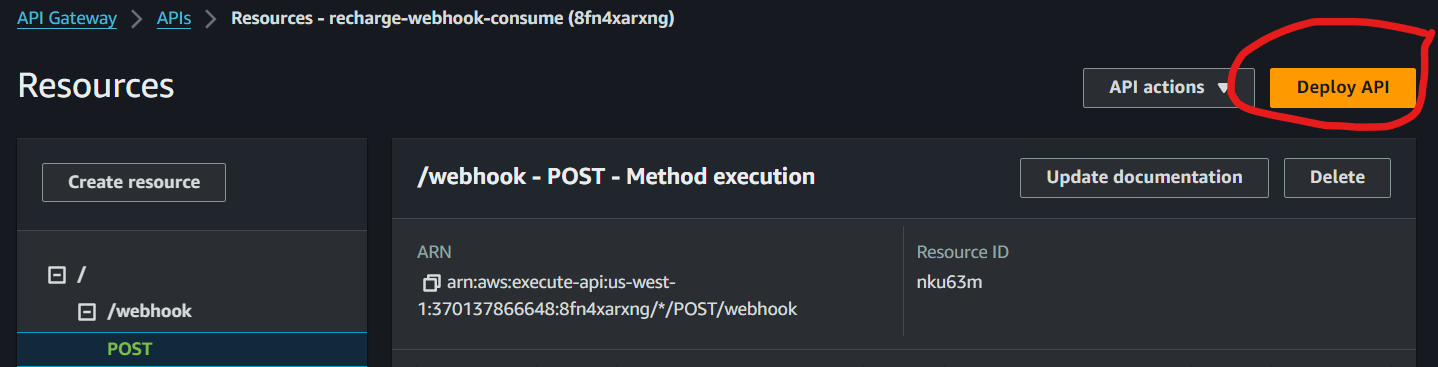 API Gateway > APIs > Resources - recharge-webhook-consume (8fn4xarxng)
Resources
API actions ▼
Deploy API
Create resource
/
/webhook
POST
/webhook - POST - Method execution
Update documentation
Delete
ARN
arn:aws:execute-api:us-west-
1:370137866648:8fn4xarxng/*/POST/webhook
Resource ID
nku63m